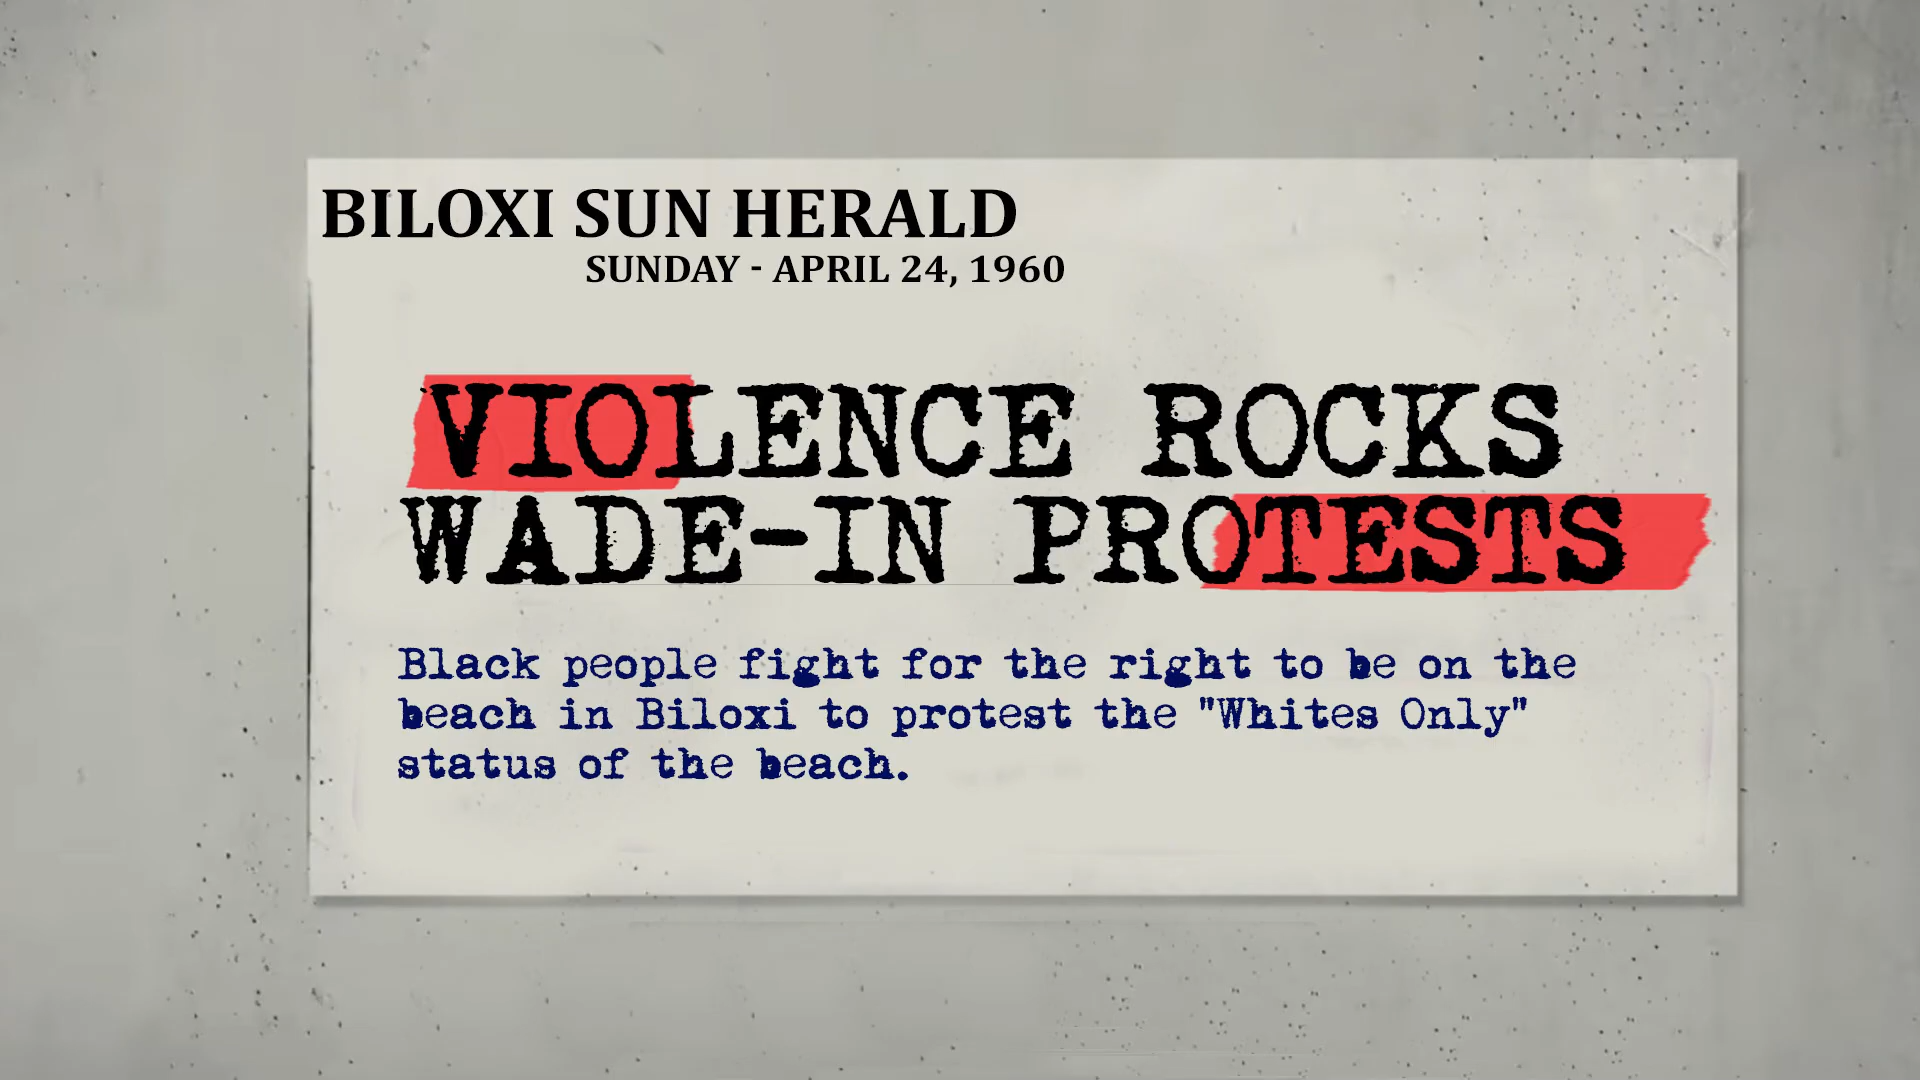 BILOXI SUN HERALD
SUNDAY - APRIL 24, 1960
VIOLENCE ROCKS
WADE-IN PROTESTS
Black people fight for the right to be on the
beach in Biloxi to protest the "Whites Only"
status of the beach.